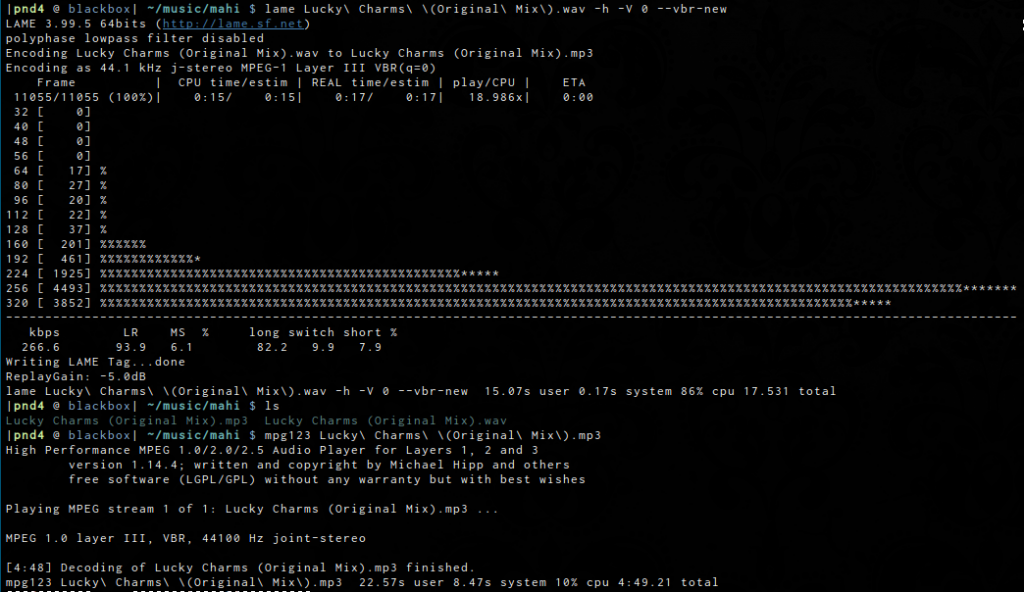 |pnd4 @ blackbox| ~/music/mahi $ lame Lucky\ Charms\ \(Original\ Mix\).wav -h -V 0 --vbr-new
LAME 3.99.5 64bits (http://lame.sf.net)
polyphase lowpass filter disabled
Encoding Lucky Charms (Original Mix).wav to Lucky Charms (Original Mix).mp3
Encoding as 44.1 kHz j-stereo MPEG-1 Layer III VBR(q=0)
    Frame          |  CPU time/estim | REAL time/estim | play/CPU |    ETA
 11055/11055 (100%)|    0:15/    0:15|    0:17/    0:17|   18.986x|    0:00
 32 [    0]
 40 [    0]
 48 [    0]
 56 [    0]
 64 [   17] %
 80 [   27] %
 96 [   20] %
112 [   22] %
128 [   37] %
160 [  201] %%%%%%
192 [  461] %%%%%%%%%%%%*
224 [ 1925] %%%%%%%%%%%%%%%%%%%%%%%%%%%%%%%%%%%%%%%%%%%%%%*****
256 [ 4493] %%%%%%%%%%%%%%%%%%%%%%%%%%%%%%%%%%%%%%%%%%%%%%%%%%%%%%%%%%%%%%%%%%%%%%%%%%%%%%%%%%%%%%%%%%%%%%%%%%%%%%%%%%%%%%%%*******
320 [ 3852] %%%%%%%%%%%%%%%%%%%%%%%%%%%%%%%%%%%%%%%%%%%%%%%%%%%%%%%%%%%%%%%%%%%%%%%%%%%%%%%%%%%%%%%%%%%%%%%%%%*****
---------------------------------------------------------------------------------------------------------------------------------
   kbps        LR    MS  %     long switch short %
  266.6       93.9   6.1        82.2   9.9   7.9
Writing LAME Tag...done
ReplayGain: -5.0dB
lame Lucky\ Charms\ \(Original\ Mix\).wav -h -V 0 --vbr-new  15.07s user 0.17s system 86% cpu 17.531 total
|pnd4 @ blackbox| ~/music/mahi $ ls
Lucky Charms (Original Mix).mp3  Lucky Charms (Original Mix).wav
|pnd4 @ blackbox| ~/music/mahi $ mpg123 Lucky\ Charms\ \(Original\ Mix\).mp3
High Performance MPEG 1.0/2.0/2.5 Audio Player for Layers 1, 2 and 3
        version 1.14.4; written and copyright by Michael Hipp and others
        free software (LGPL/GPL) without any warranty but with best wishes
Playing MPEG stream 1 of 1: Lucky Charms (Original Mix).mp3 ...
MPEG 1.0 layer III, VBR, 44100 Hz joint-stereo
[4:48] Decoding of Lucky Charms (Original Mix).mp3 finished.
mpg123 Lucky\ Charms\ \(Original\ Mix\).mp3  22.57s user 8.47s system 10% cpu 4:49.21 total